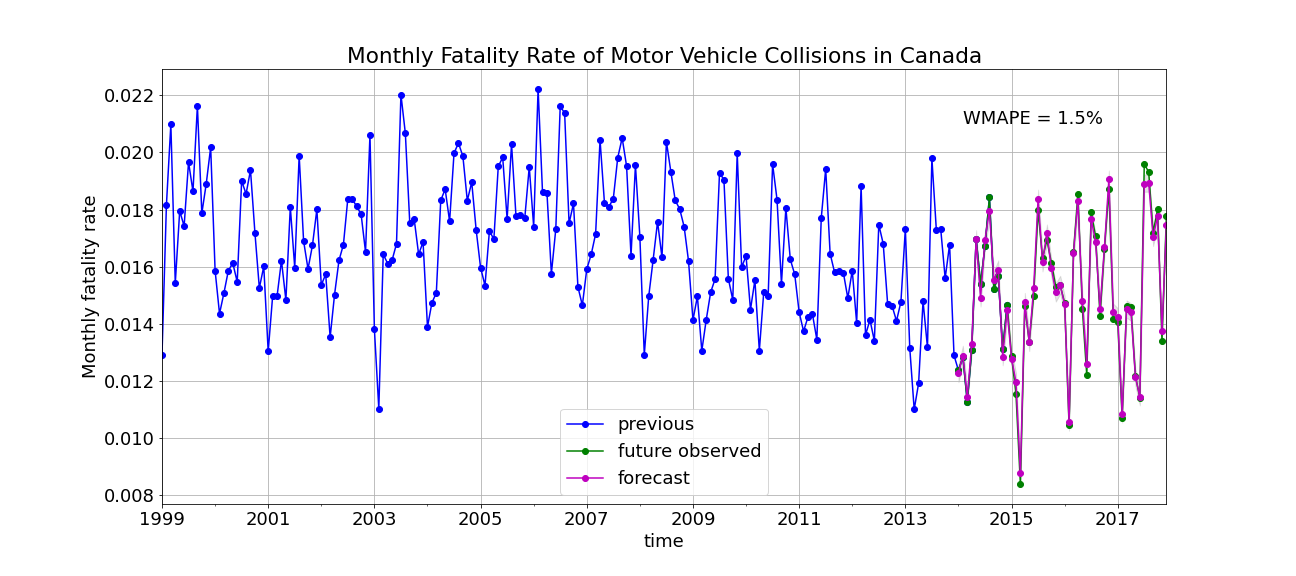 Monthly Fatality Rate of Motor Vehicle Collisions in Canada
0.022
WMAPE = 1.5%
0.020
0.018
0.016
0.014
0.012
0.010
0.008
Monthly fatality rate
previous
future observed
forecast
1999 2001 2003 2005 2007 2009 2011 2013 2015 2017
time